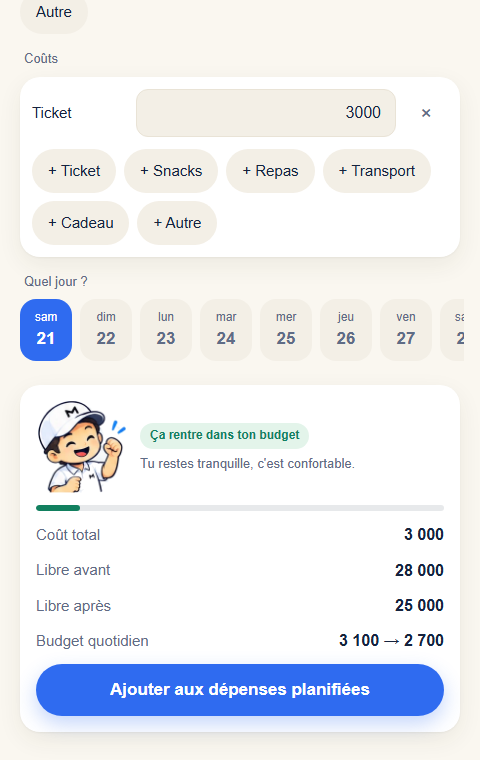 Autre
Coûts
Ticket 3000 ×
+ Ticket + Snacks + Repas + Transport
+ Cadeau + Autre
Quel jour ?
sam dim lun mar mer jeu ven
21 22 23 24 25 26 27
M
Ça rentre dans ton budget
Tu restes tranquille, c'est confortable.
Coût total 3 000
Libre avant 28 000
Libre après 25 000
Budget quotidien 3 100 → 2 700
Ajouter aux dépenses planifiées